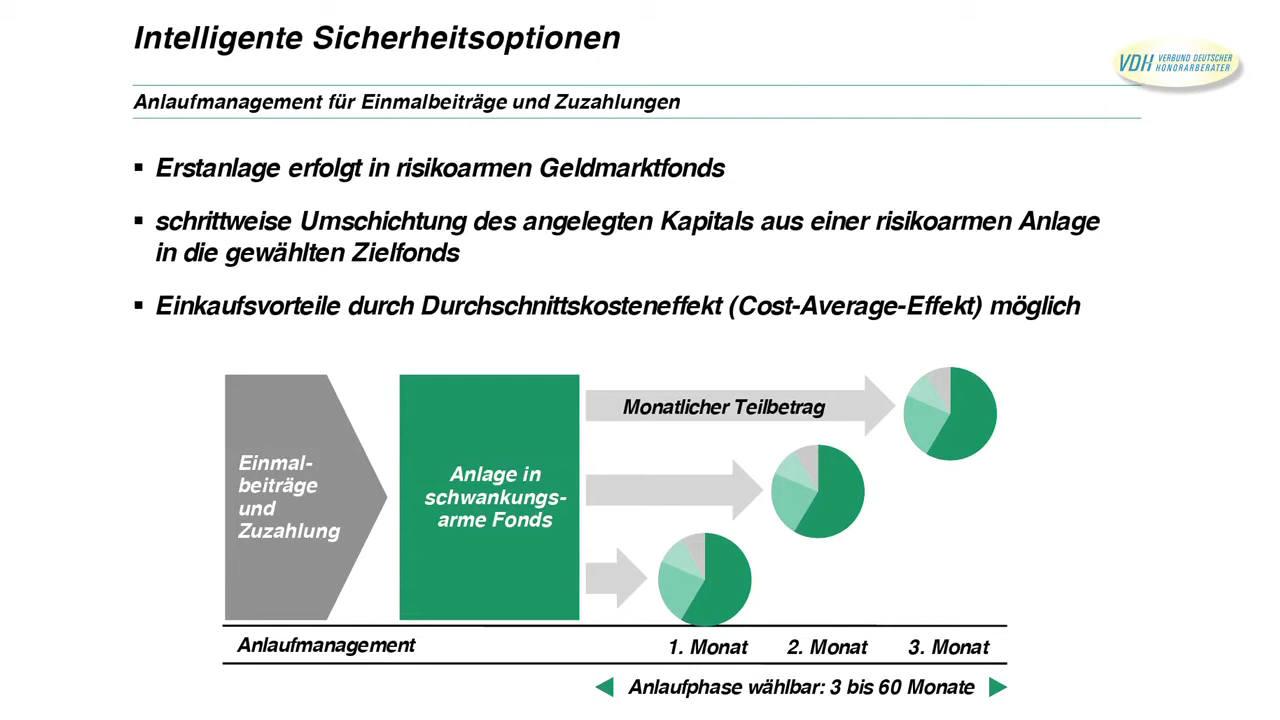 Intelligente Sicherheitsoptionen
VDH VERBUND DEUTSCHER
HONORARBERATER
Anlaufmanagement für Einmalbeiträge und Zuzahlungen
▪ Erstanlage erfolgt in risikoarmen Geldmarktfonds
▪ schrittweise Umschichtung des angelegten Kapitals aus einer risikoarmen Anlage
in die gewählten Zielfonds
▪ Einkaufsvorteile durch Durchschnittskosteneffekt (Cost-Average-Effekt) möglich
Einmal-
beiträge
und
Zuzahlung
Anlage in
schwankungs-
arme Fonds
Monatlicher Teilbetrag
Anlaufmanagement
1. Monat 2. Monat 3. Monat
Anlaufphase wählbar: 3 bis 60 Monate